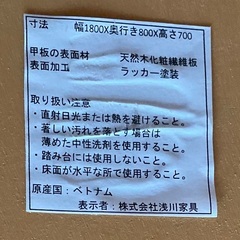 寸法　幅1800X奥行き800X高さ700
甲板の表面材　天然木化粧繊維板
表面加工　ラッカー塗装
取り扱い注意
・直射日光または熱を避けること。
・著しい汚れを落とす場合は
薄めた中性洗剤を使用すること。
・踏み台には使用しないこと。
・床面が水平な所で使用すること。
原産国：ベトナム
表示者：株式会社浅川家具